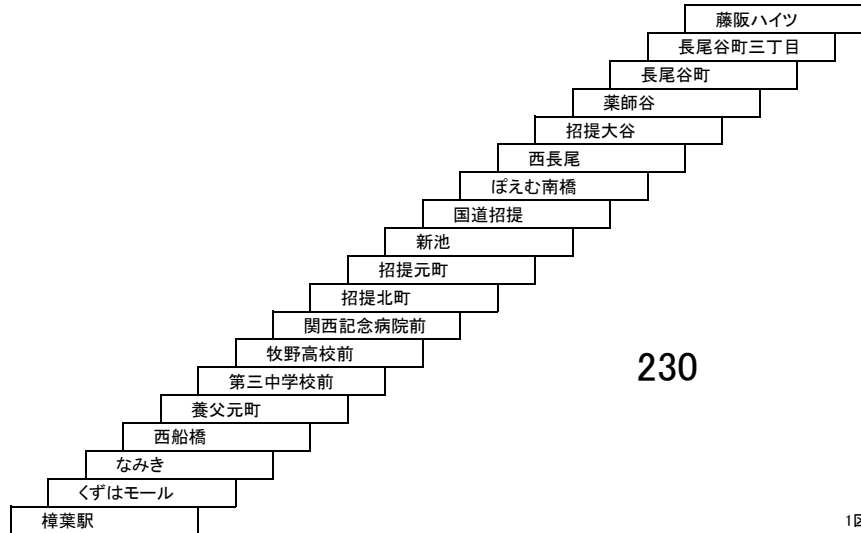 藤阪ハイツ
長尾谷町三丁目
長尾谷町
薬師谷
招提大谷
西長尾
ぽえむ南橋
国道招提
新池
招提元町
招提北町
関西記念病院前
牧野高校前
230
第三中学校前
養父元町
西船橋
なみき
くずはモール
樟葉駅
1区